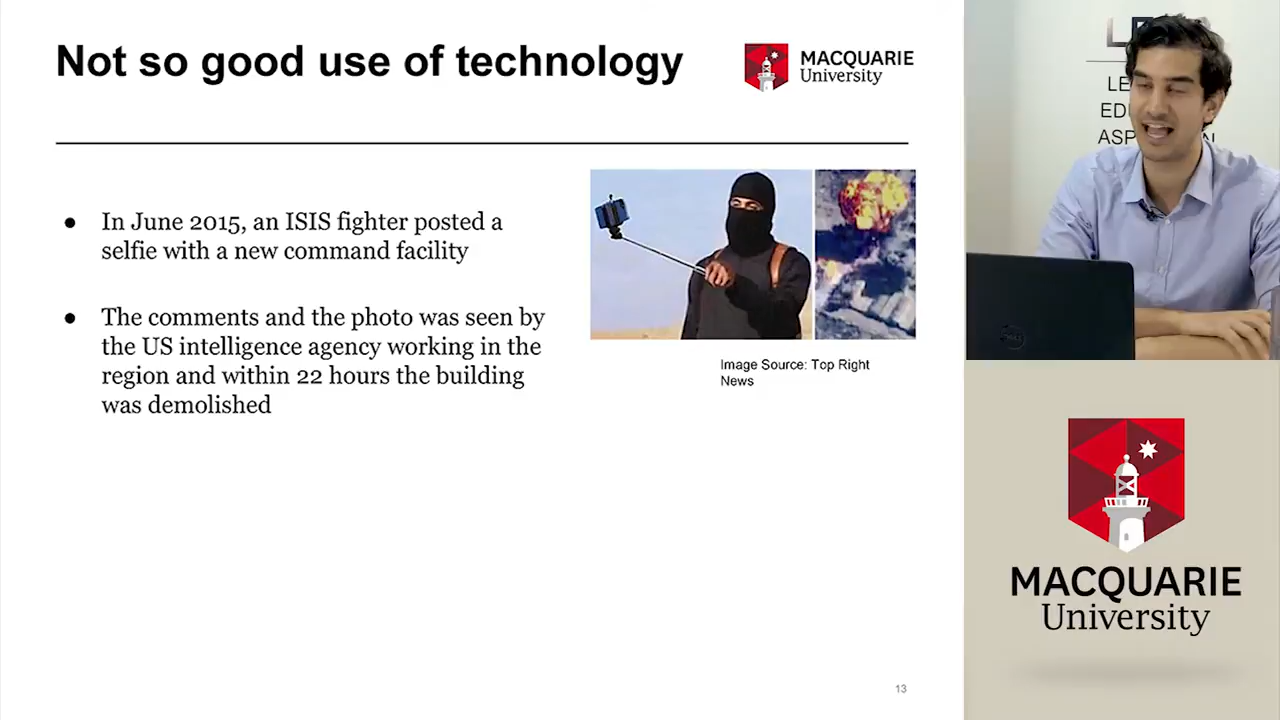 Not so good use of technology
MACQUARIE
University
● In June 2015, an ISIS fighter posted a
selfie with a new command facility
● The comments and the photo was seen by
the US intelligence agency working in the
region and within 22 hours the building
was demolished
Image Source: Top Right
News
13
MACQUARIE
University